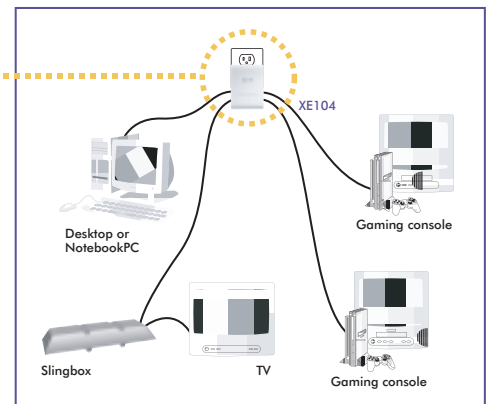 XE104
Desktop or
NotebookPC
Gaming console
Slingbox
TV
Gaming console